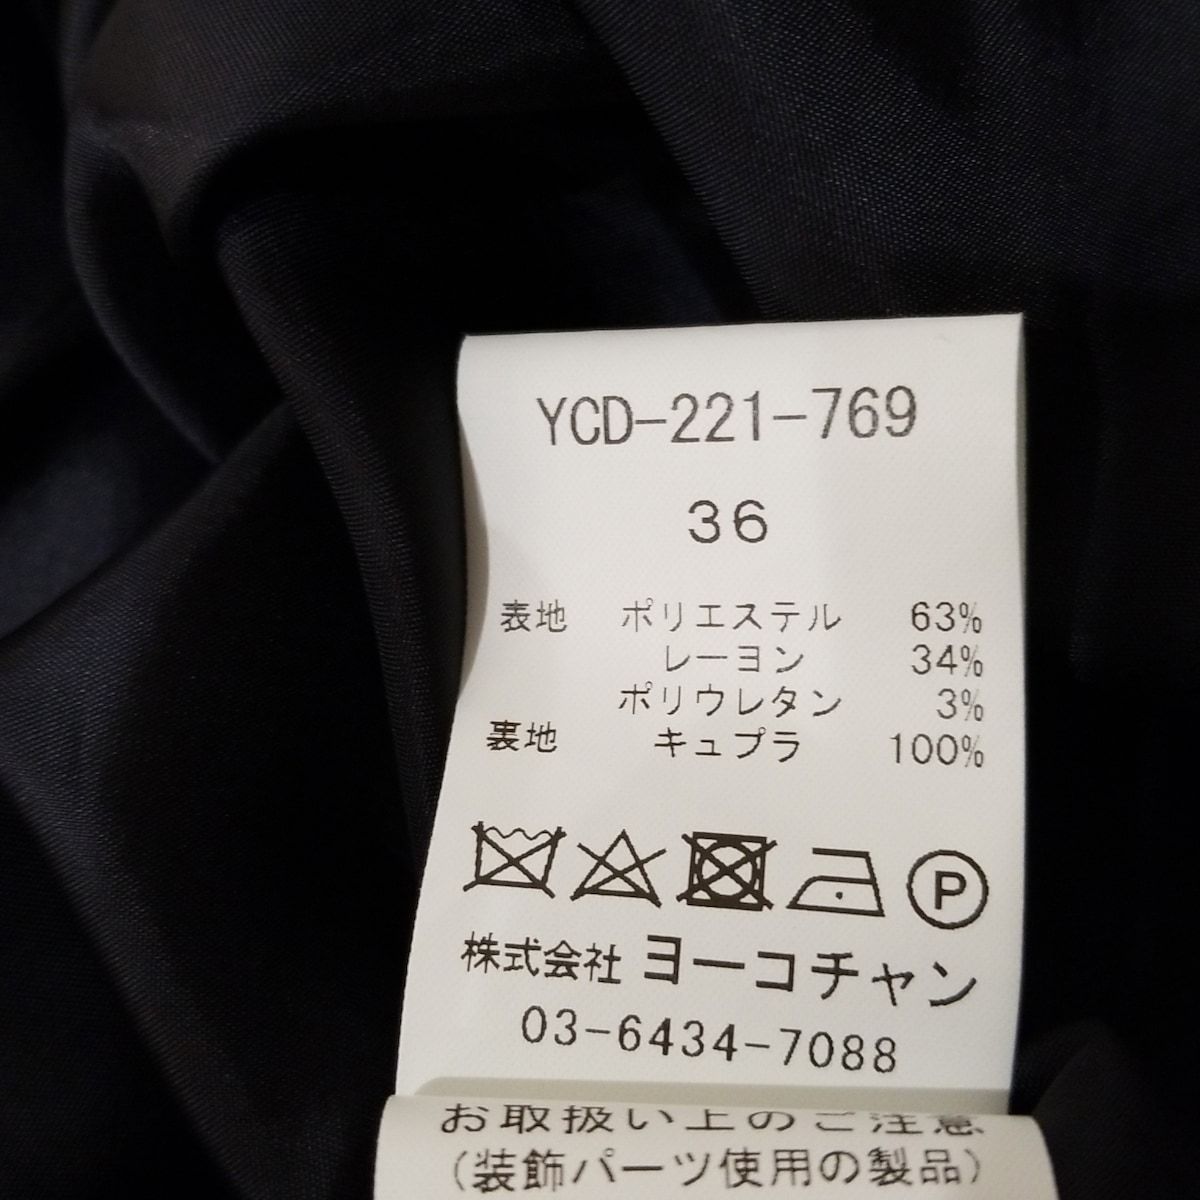 YCD-221-769
36
表地 ポリエステル 63%
レーヨン 34%
ポリウレタン 3%
裏地 キュプラ 100%
P
株式会社 ヨーコチャン
03-6434-7088
お取扱い上のご注意
(装飾パーツ使用の製品)